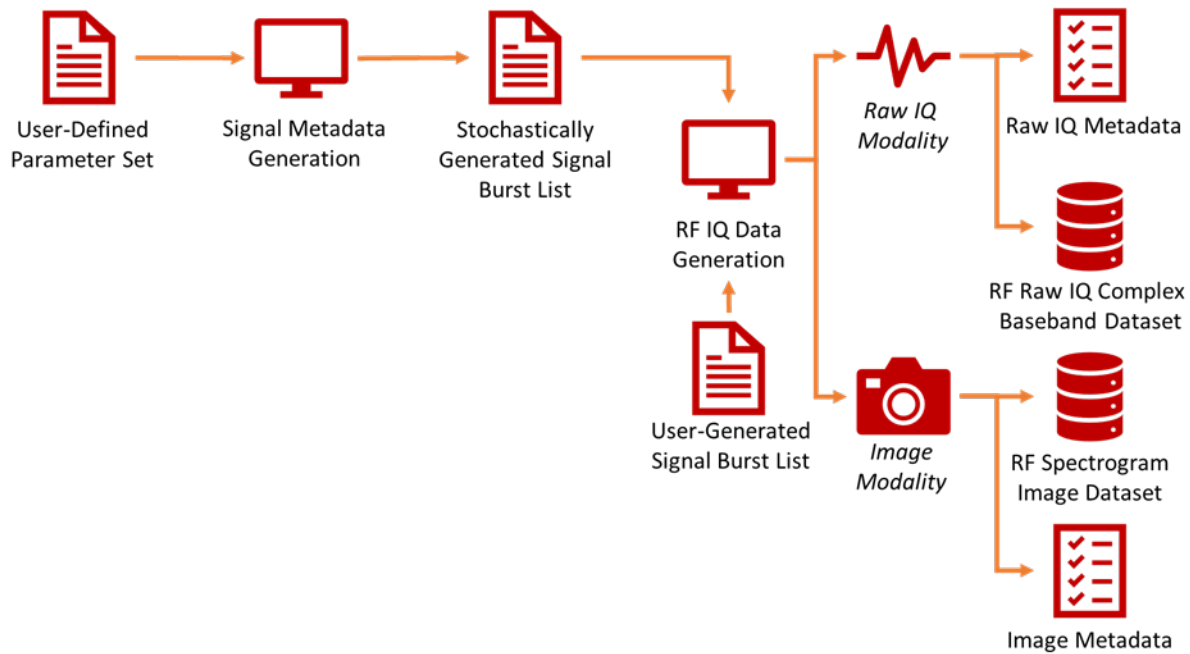 User-Defined
Parameter Set
Signal Metadata
Generation
Stochastically
Generated Signal
Burst List
RF IQ Data
Generation
User-Generated
Signal Burst List
Raw IQ
Modality
Raw IQ Metadata
RF Raw IQ Complex
Baseband Dataset
Image
Modality
RF Spectrogram
Image Dataset
Image Metadata